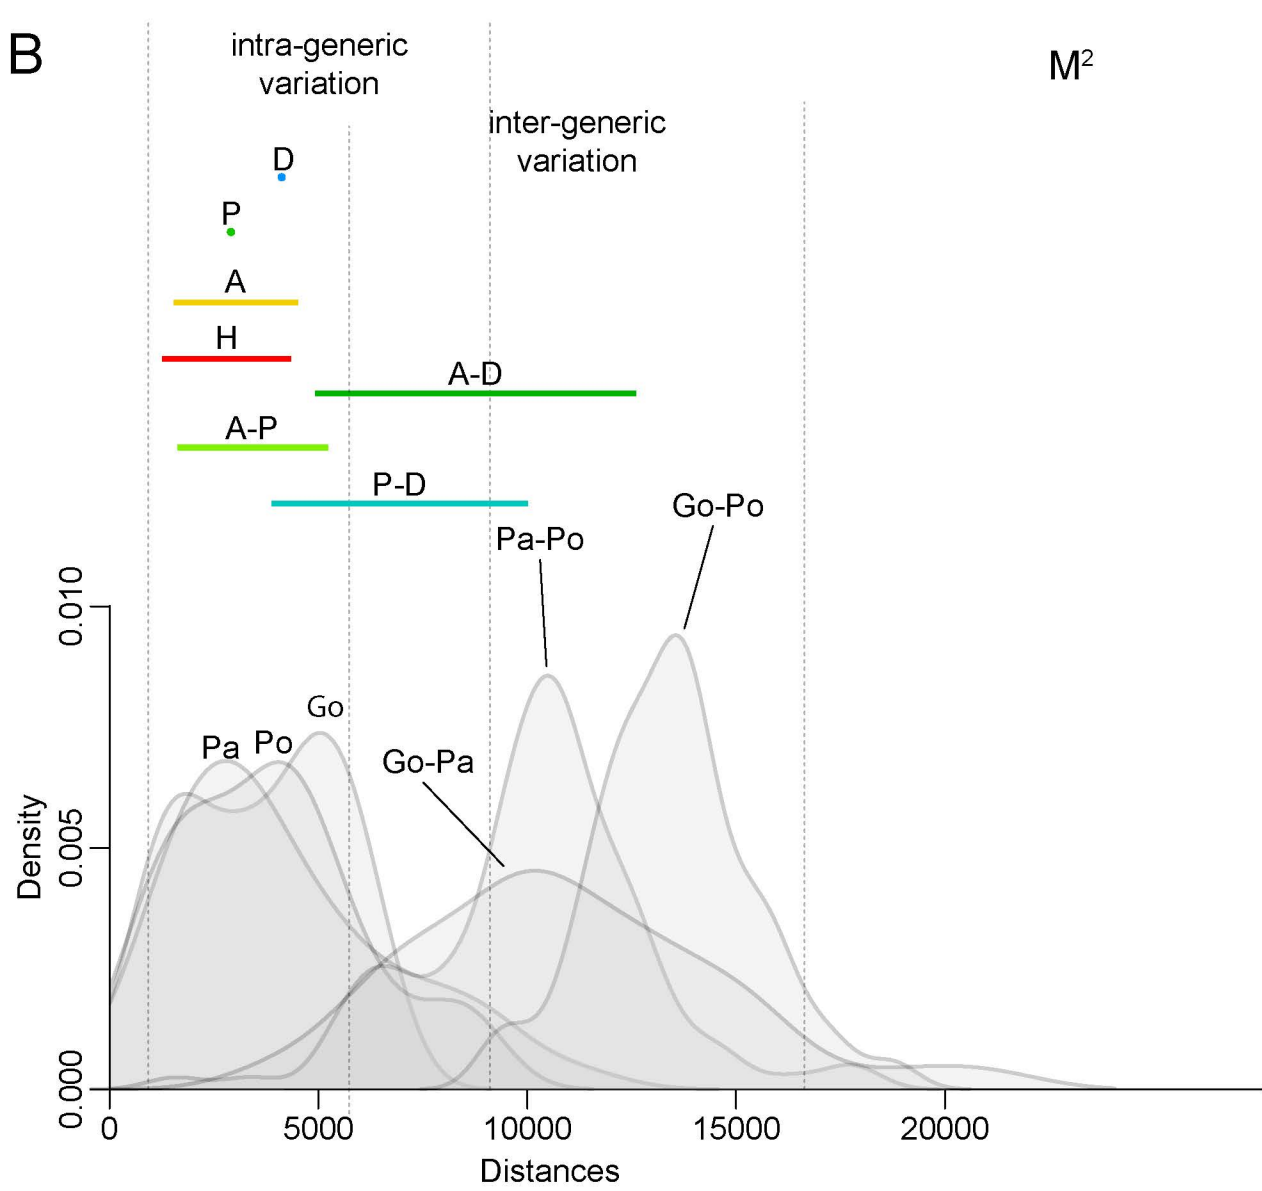 B
intra-generic
variation
M²
inter-generic
variation
D
P
A
H
A-D
A-P
P-D
Go-Po
Pa-Po
Go
Pa
Po
Go-Pa
Density
0.010
0.005
0.000
0
5000
10000
15000
20000
Distances